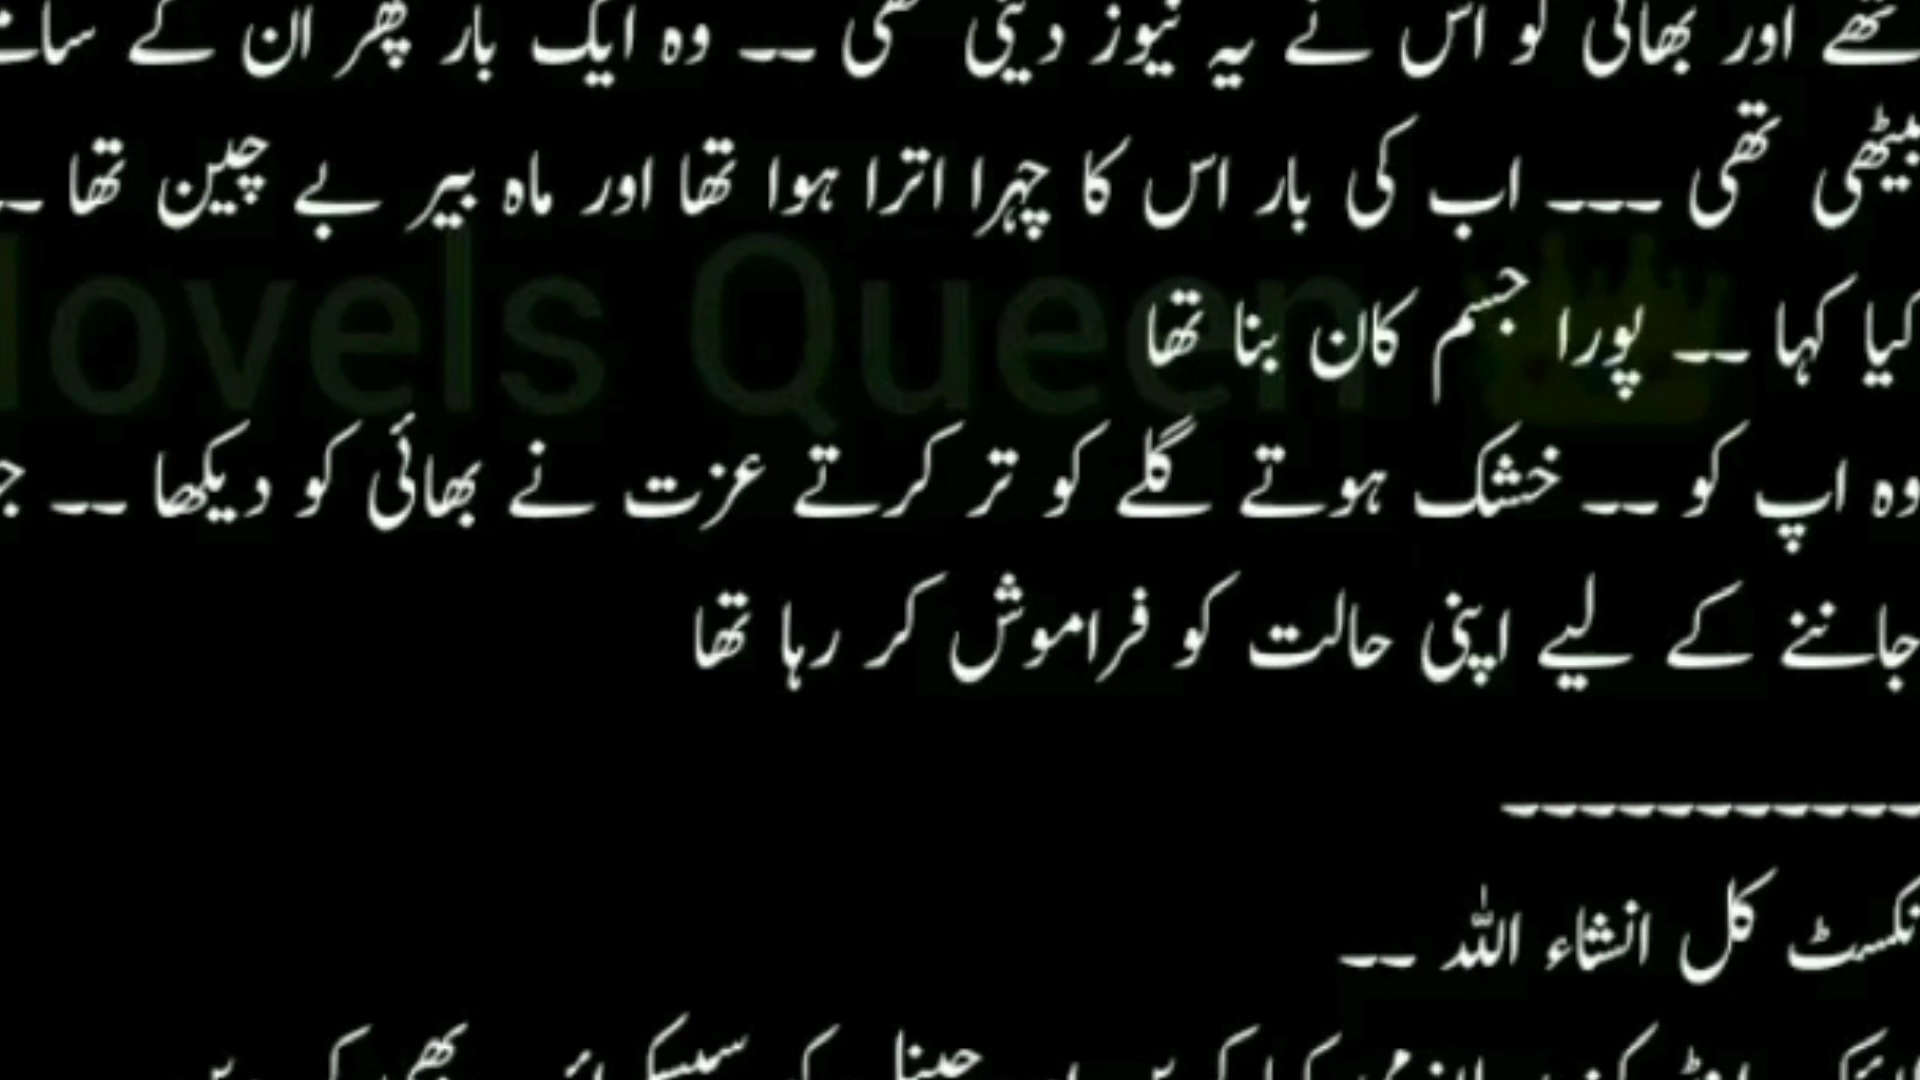 تھے اور بھائی کو اس نے یہ نیوز دینی تھی -- وہ ایک بار پھر ان کے
بیٹھی تھی --- اب کی بار اس کا چہرا اترا ہوا تھا اور ماہ بیر بے چین تھا --
Novels Queen
کیا کہا -- پورا جسم کان بنا تھا
وہ اپ کو -- خشک ہوتے گلے کو تر کرتے عزت نے بھائی کو دیکھا --
جاننے کے لیے اپنی حالت کو فراموش کر رہا تھا
-----------
نکسٹ کل انشاء اللہ --